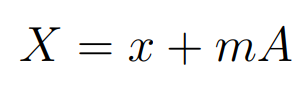 X = x + mA